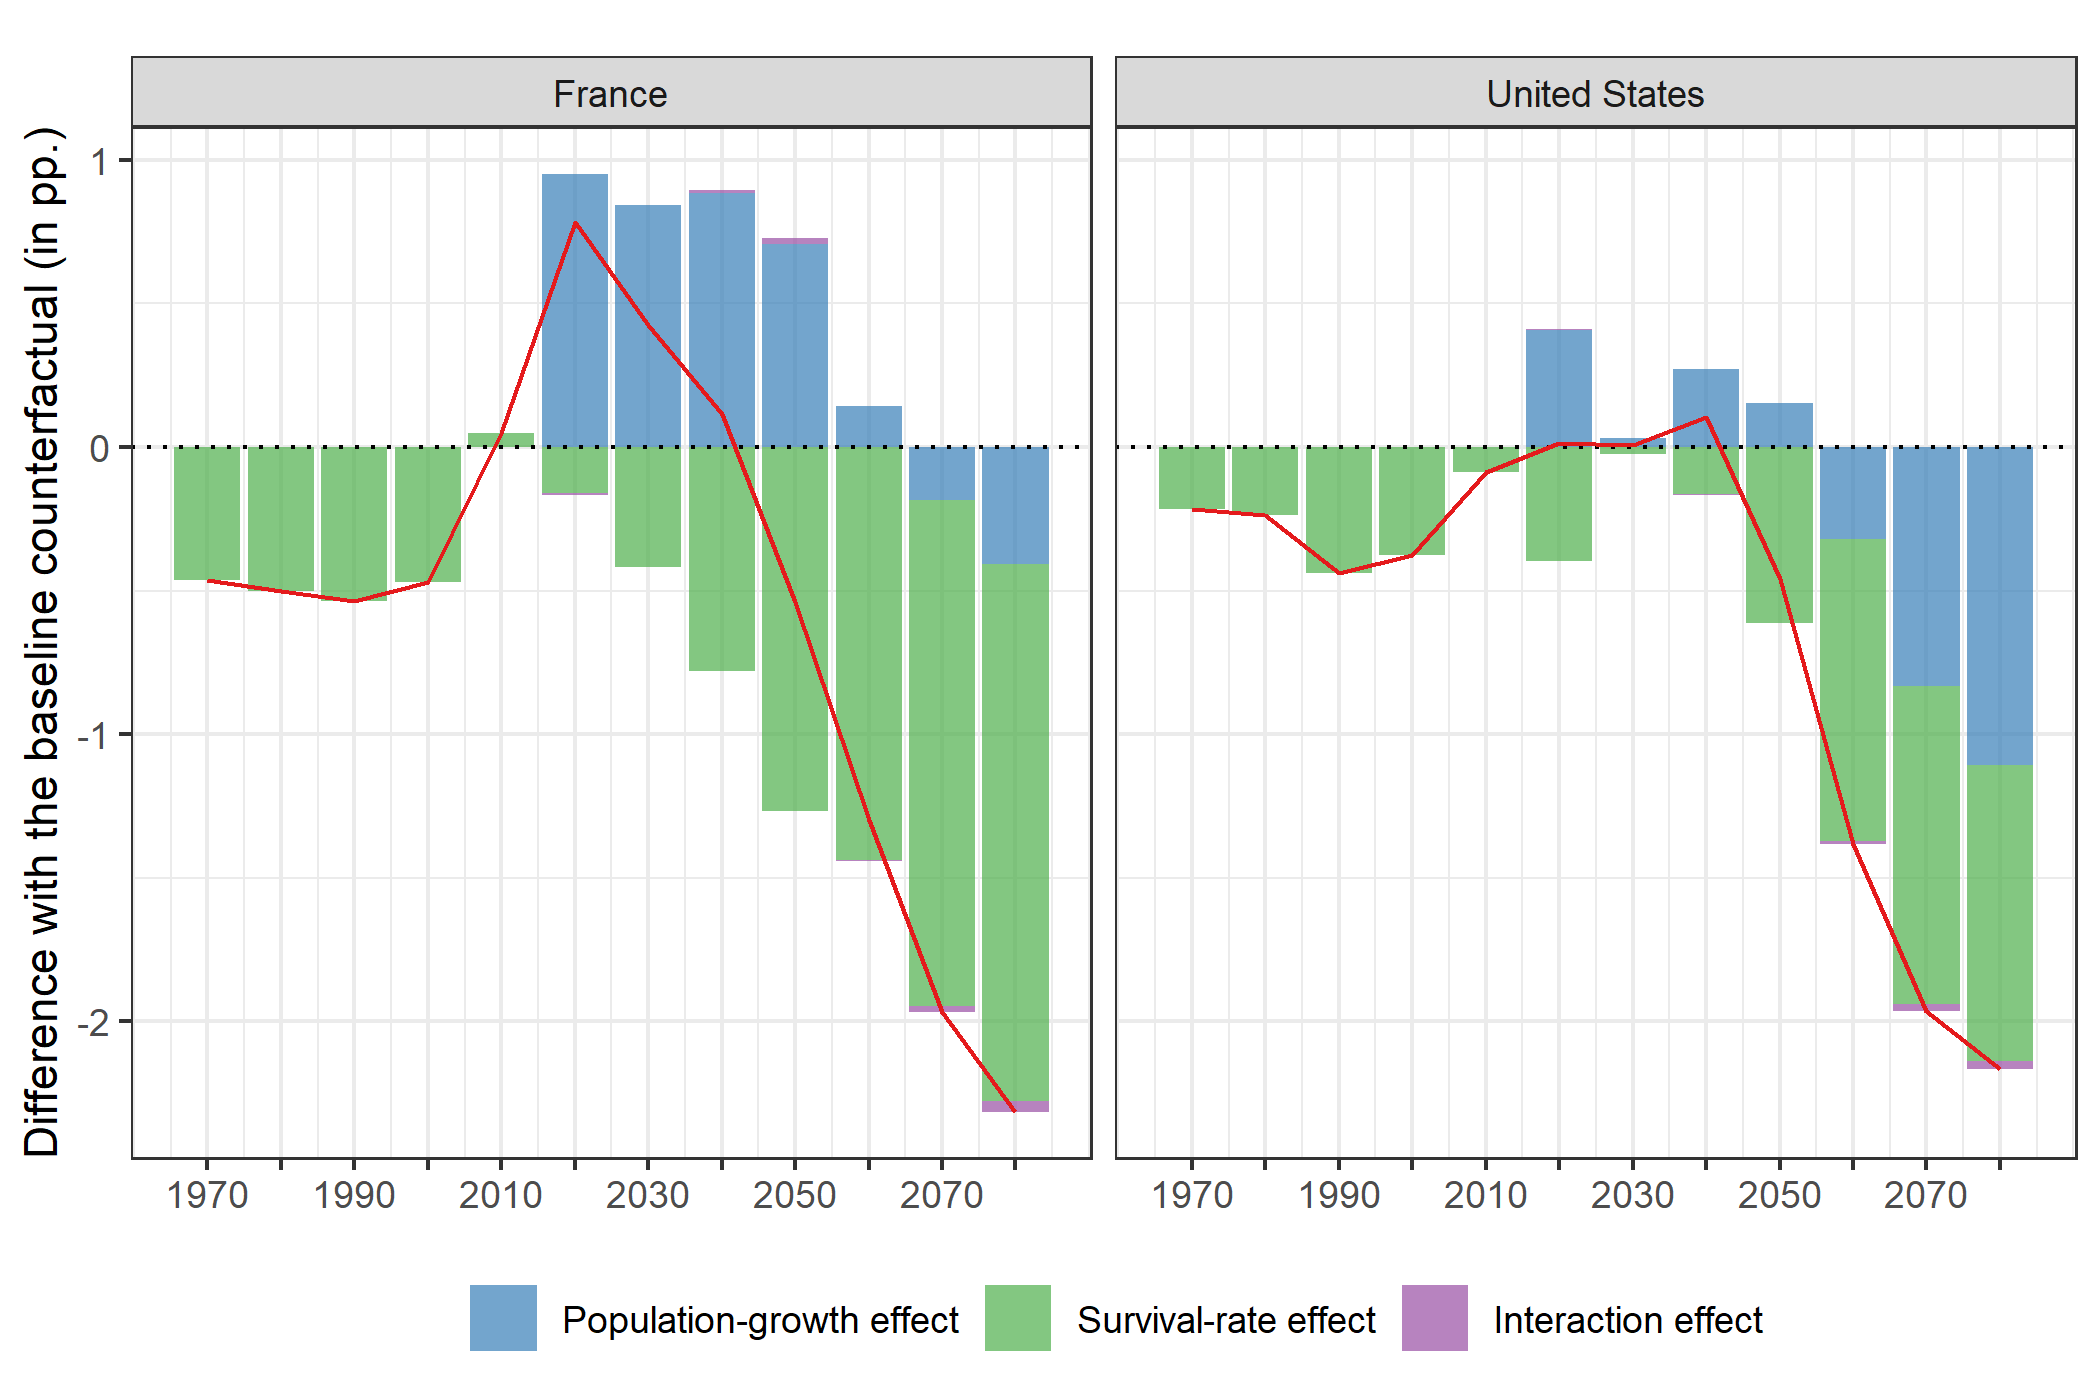 France
United States
Difference with the baseline counterfactual (in pp.)
1
0
-1
-2
1970 1990 2010 2030 2050 2070
1970 1990 2010 2030 2050 2070
Population-growth effect
Survival-rate effect
Interaction effect